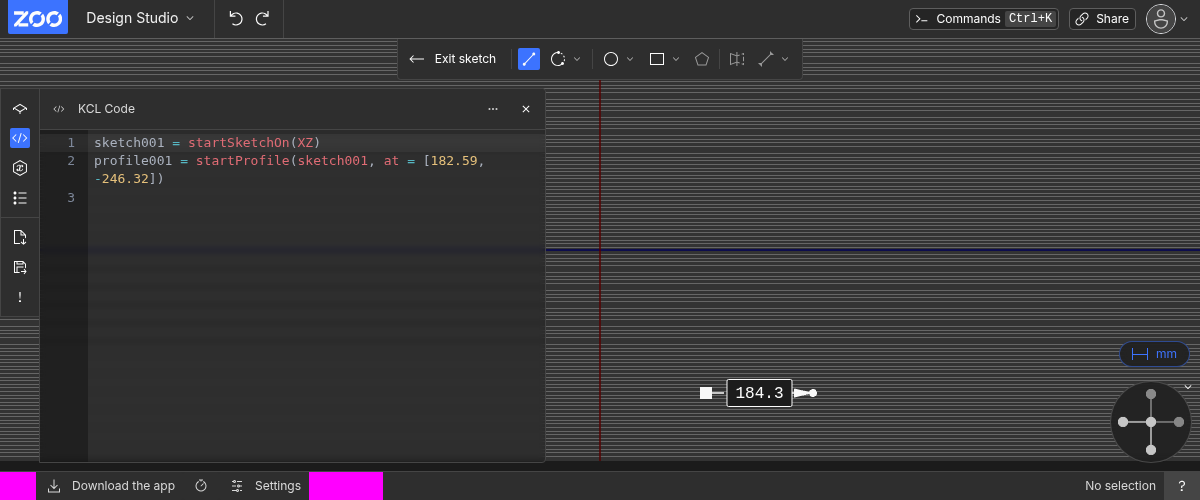 ZOO Design Studio Commands Ctrl+K Share
Exit sketch
KCL Code
1 sketch001 = startSketchOn(XZ)
2 profile001 = startProfile(sketch001, at = [182.59,
-246.32])
3
mm
184.3
Download the app Settings No selection ?